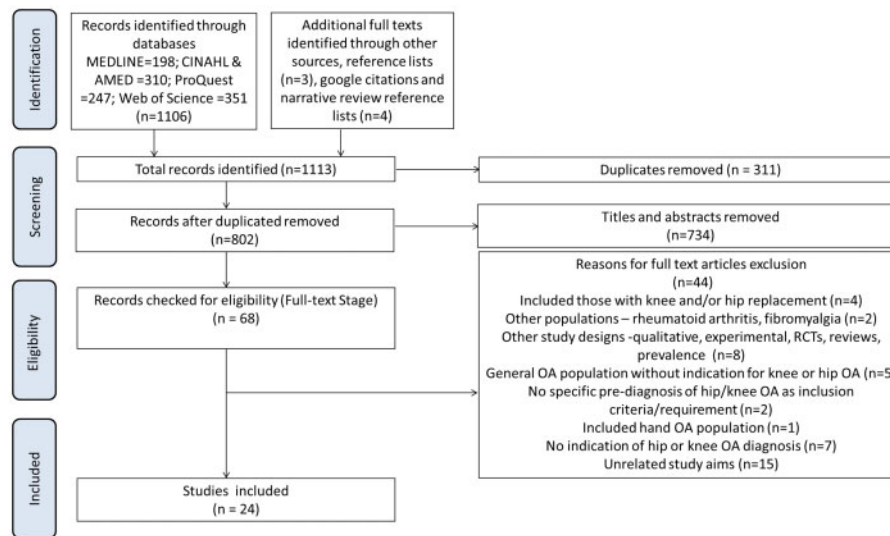 Identification
Records identified through
databases
MEDLINE=198; CINAHL &
AMED =310; ProQuest
=247; Web of Science =351
(n=1106)
Additional full texts
identified through other
sources, reference lists
(n=3), google citations and
narrative review reference
lists (n=4)
Screening
Total records identified (n=1113)
Duplicates removed (n = 311)
Records after duplicated removed
(n=802)
Titles and abstracts removed
(n=734)
Eligibility
Records checked for eligibility (Full-text Stage)
n = 68)
Reasons for full text articles exclusion
(n=44)
Included those with knee and/or hip replacement (n=4)
Other populations – rheumatoid arthritis, fibromyalgia (n=2)
Other study designs -qualitative, experimental, RCTs, reviews,
prevalence (n=8)
General OA population without indication for knee or hip OA (n=5
No specific pre-diagnosis of hip/knee OA as inclusion
criteria/requirement (n=2)
Included hand OA population (n=1)
No indication of hip or knee OA diagnosis (n=7)
Unrelated study aims (n=15)
Included
Studies included
(n = 24)